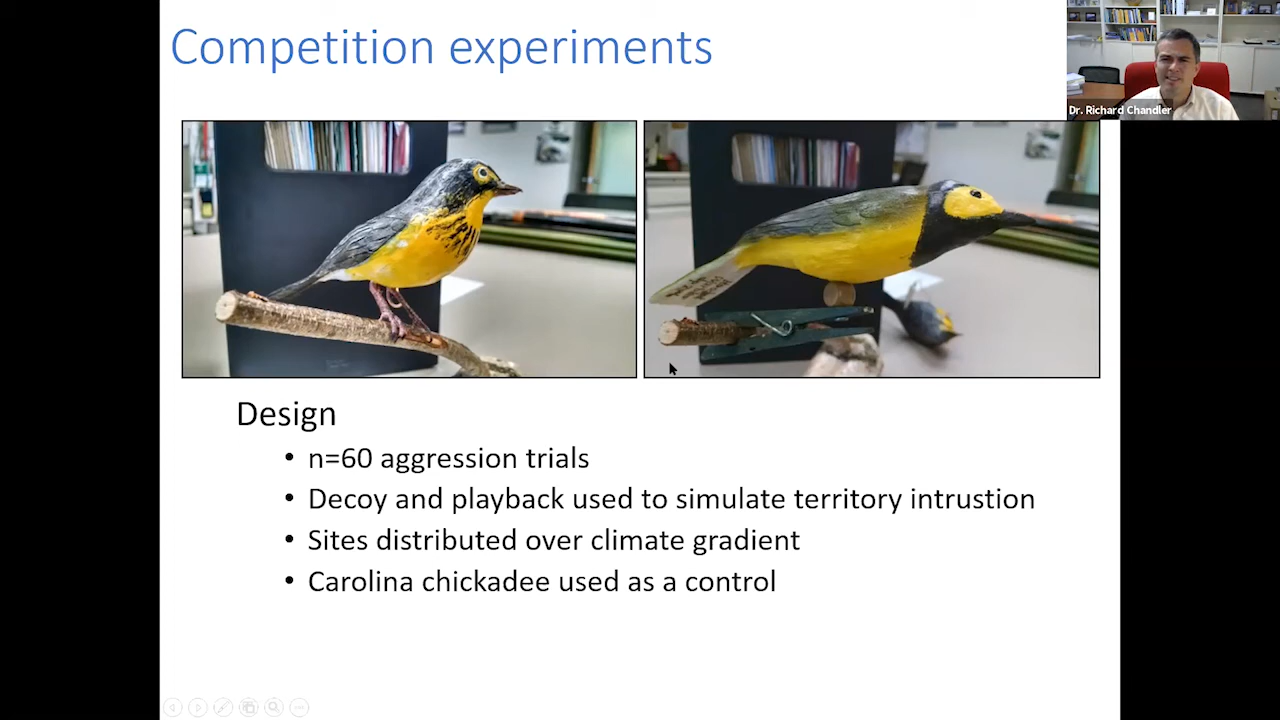 Competition experiments
Dr. Richard Chandler
Design
• n=60 aggression trials
• Decoy and playback used to simulate territory intrustion
• Sites distributed over climate gradient
• Carolina chickadee used as a control